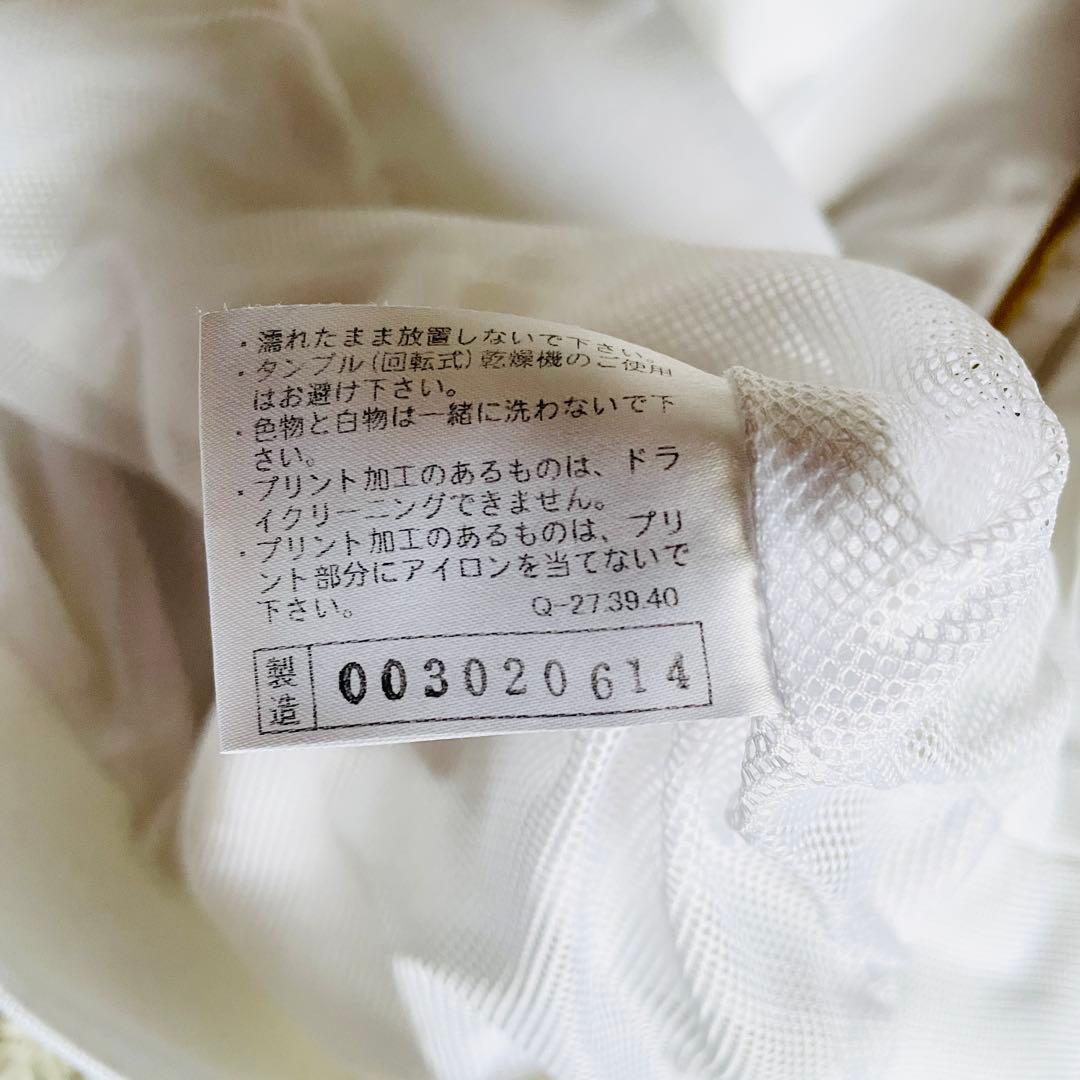 ・濡れたまま放置しないで下さい。
・タンブル(回転式)乾燥機のご使用
はお避け下さい。
・色物と白物は一緒に洗わないで下
さい。
・プリント加工のあるものは、ドラ
イクリーニングできません。
・プリント加工のあるものは、プリ
ント部分にアイロンを当てないで
下さい。
Q-27.39.40
製造 003020614